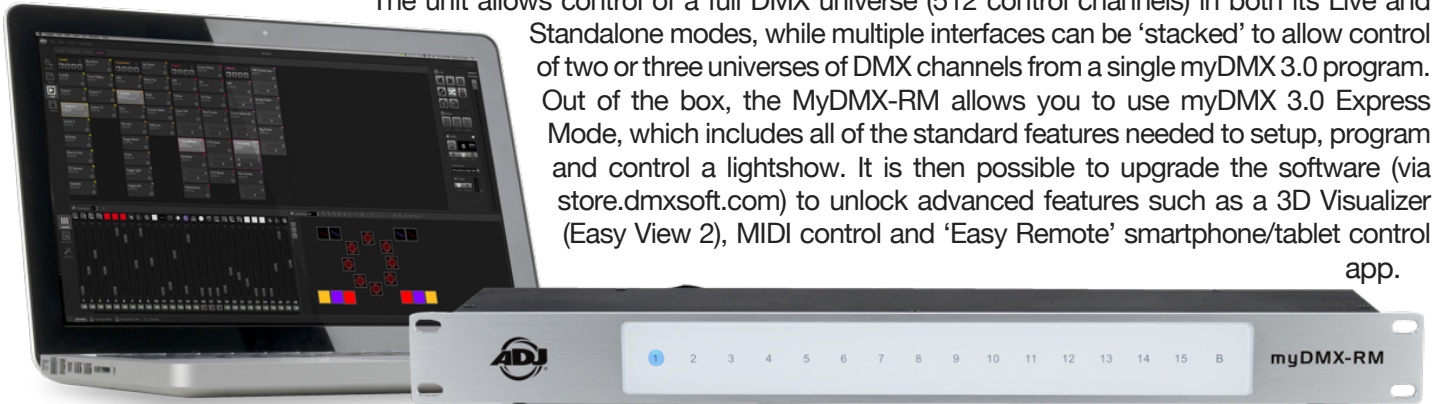 The unit allows control of a full DMX universe (512 control channels) in both its Live and
Standalone modes, while multiple interfaces can be ‘stacked’ to allow control
of two or three universes of DMX channels from a single myDMX 3.0 program.
Out of the box, the MyDMX-RM allows you to use myDMX 3.0 Express
Mode, which includes all of the standard features needed to setup, program
and control a lightshow. It is then possible to upgrade the software (via
store.dmxsoft.com) to unlock advanced features such as a 3D Visualizer
(Easy View 2), MIDI control and ‘Easy Remote’ smartphone/tablet control
app.
ADJ 1 2 3 4 5 6 7 8 9 10 11 12 13 14 15 B myDMX-RM